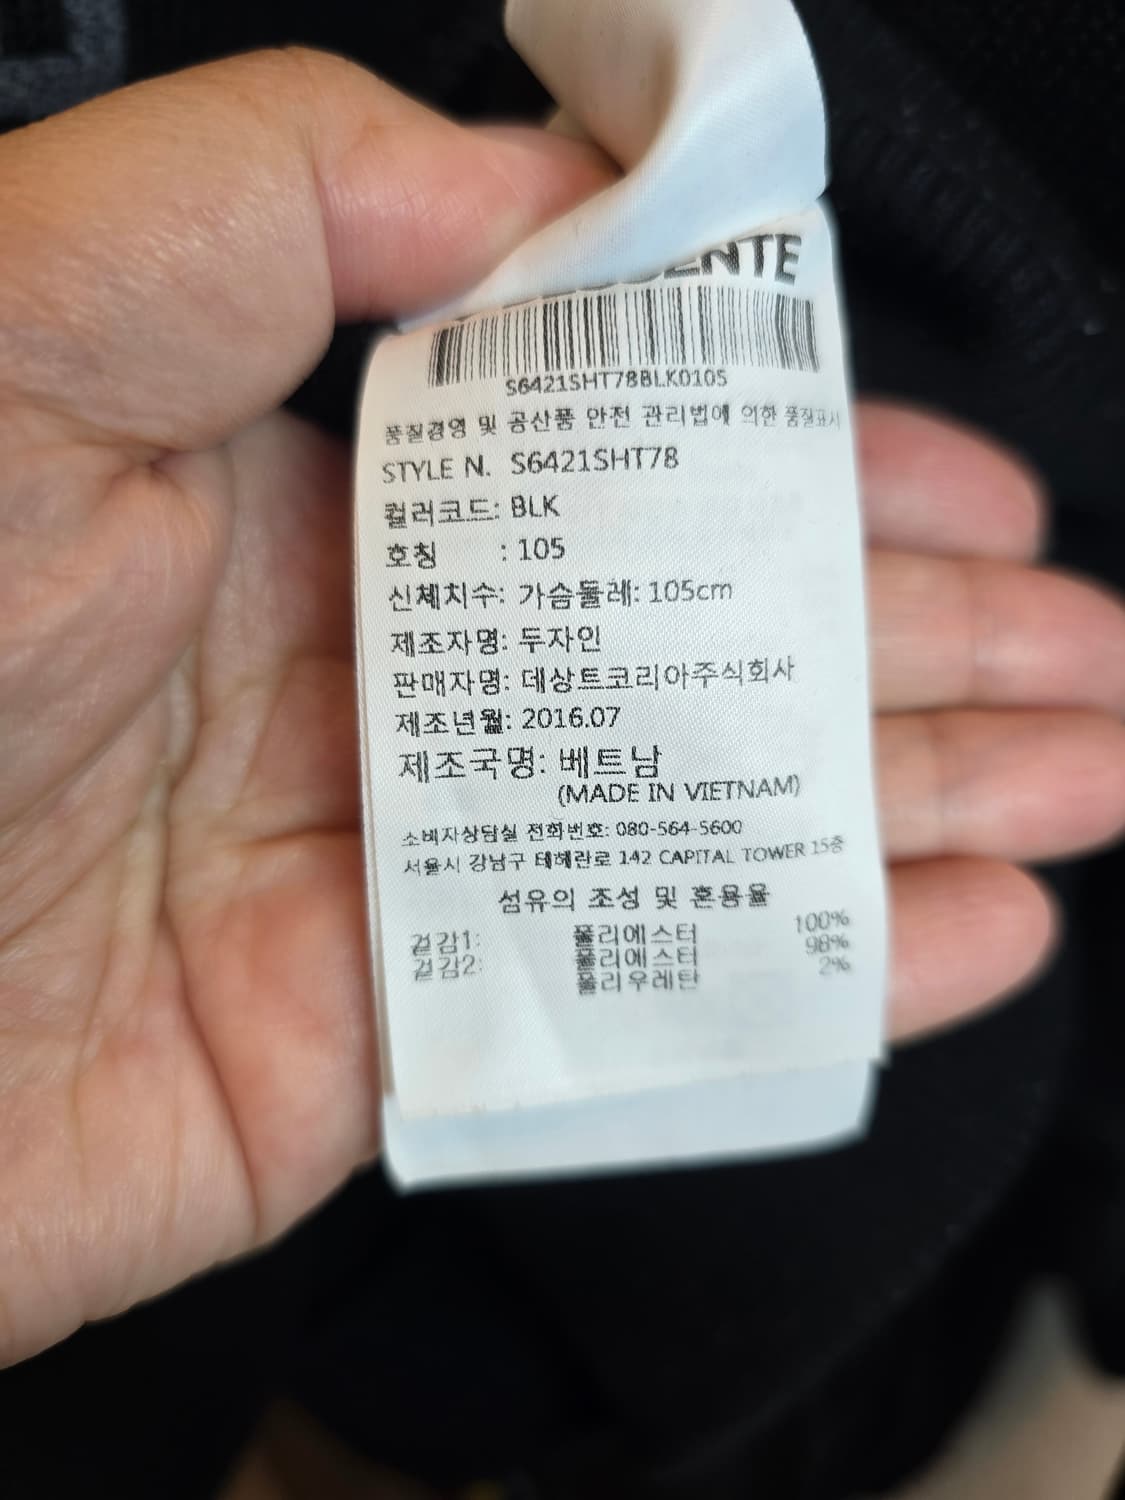 ENTE
S6421SHT78BLK0105
품질경영 및 공산품 안전 관리법에 의한 품질표시
STYLE N. S6421SHT78
컬러코드: BLK
호칭 : 105
신체치수: 가슴둘레: 105cm
제조자명: 두자인
판매자명: 데상트코리아주식회사
제조년월: 2016.07
제조국명: 베트남
(MADE IN VIETNAM)
소비자상담실 전화번호: 080-564-5600
서울시 강남구 테헤란로 142 CAPITAL TOWER 15층
섬유의 조성 및 혼용율
겉감1: 폴리에스터 100%
겉감2: 폴리에스터 98%
폴리우레탄 2%